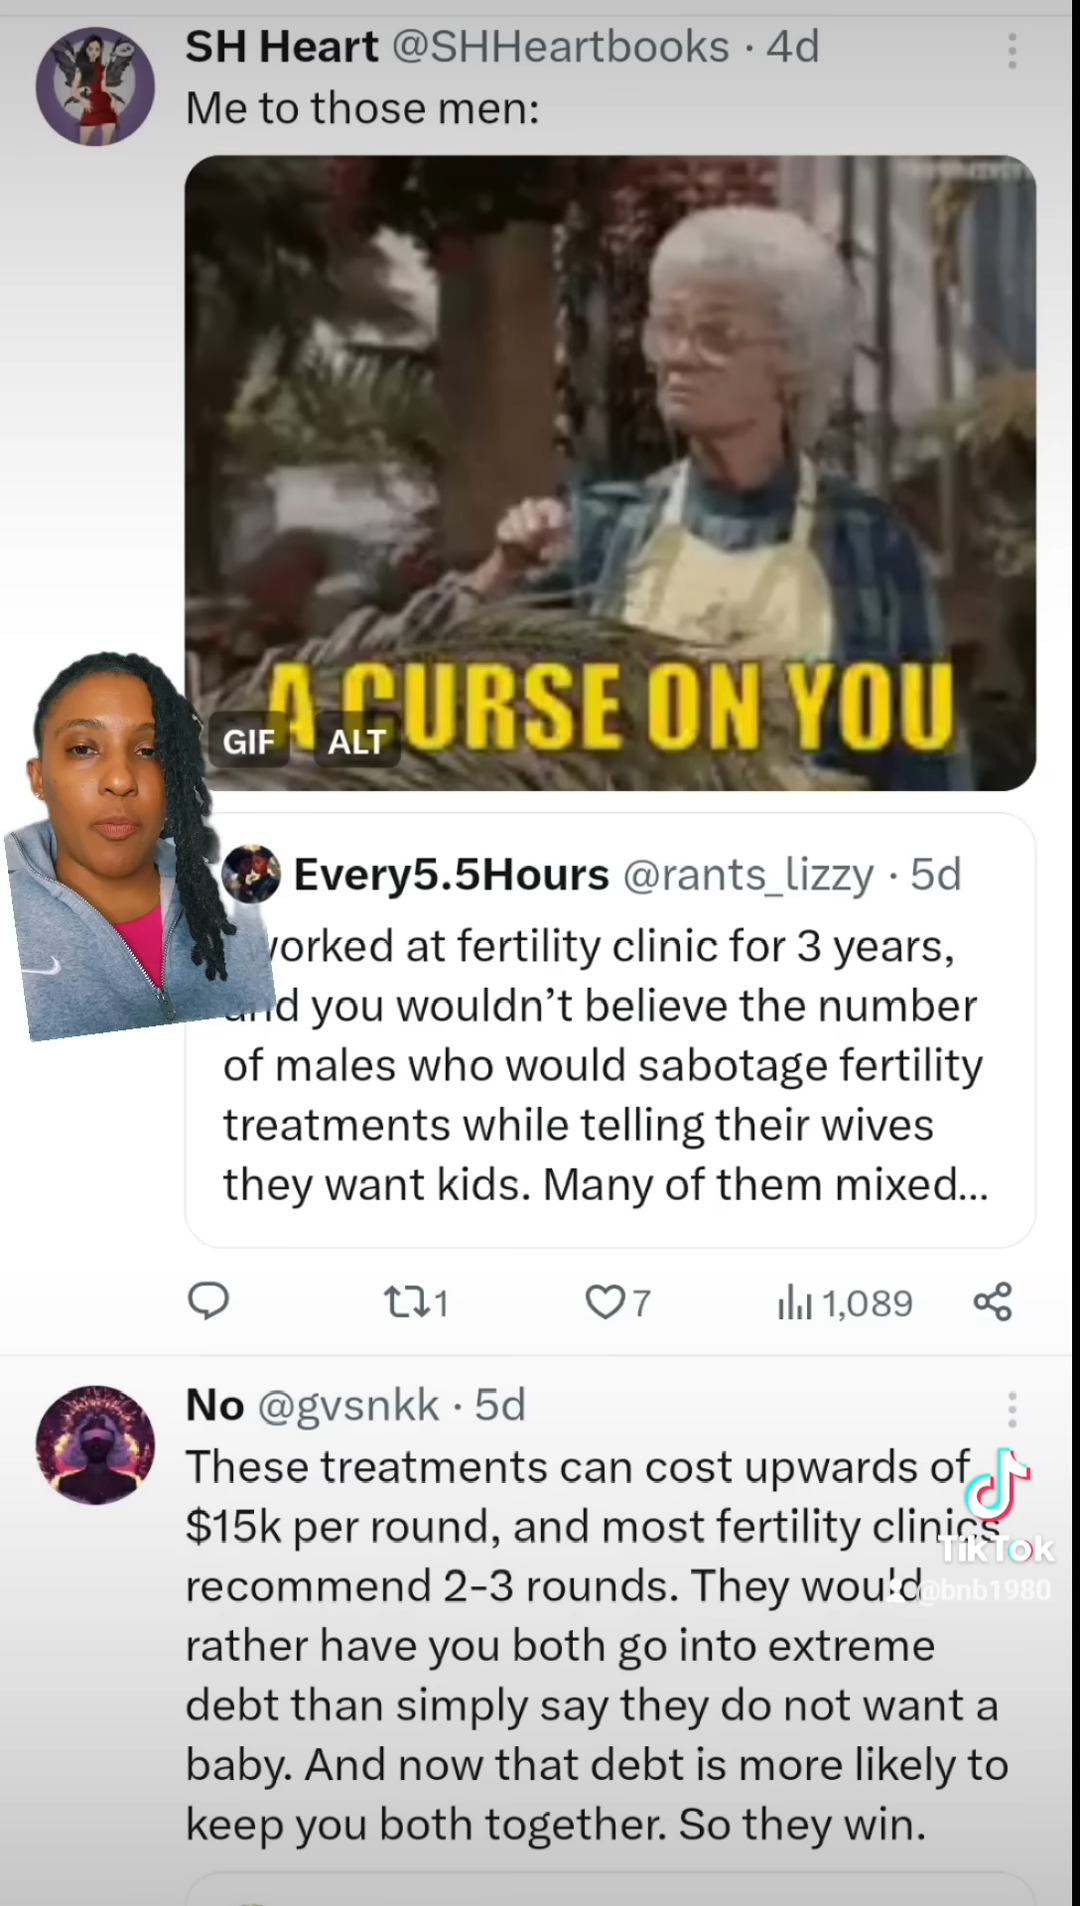 SH Heart @SHHeartbooks · 4d
Me to those men:
A CURSE ON YOU
GIF ALT
Every5.5Hours @rants_lizzy · 5d
orked at fertility clinic for 3 years,
and you wouldn't believe the number
of males who would sabotage fertility
treatments while telling their wives
they want kids. Many of them mixed...
1 7 1,089
No @gvsnkk · 5d
These treatments can cost upwards of
$15k per round, and most fertility clinics
recommend 2-3 rounds. They would
rather have you both go into extreme
debt than simply say they do not want a
baby. And now that debt is more likely to
keep you both together. So they win.
TikTok
@bnb1980